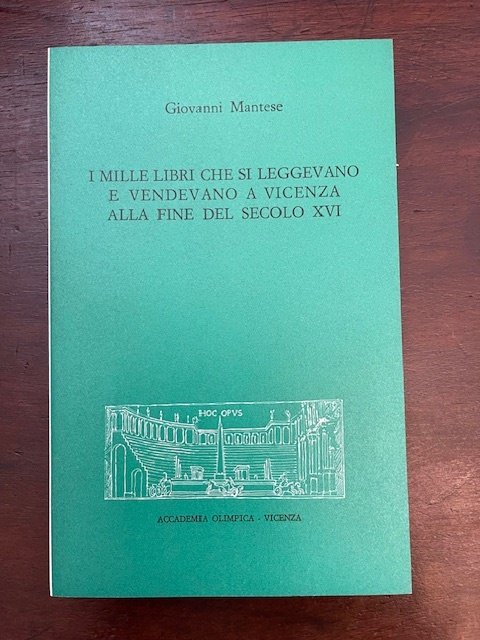 Giovanni Mantese
I MILLE LIBRI CHE SI LEGGEVANO
E VENDEVANO A VICENZA
ALLA FINE DEL SECOLO XVI
HOC OPVS
ACCADEMIA OLIMPICA - VICENZA